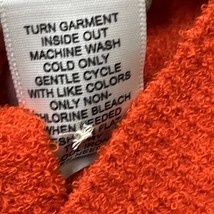 TURN GARMENT
INSIDE OUT
MACHINE WASH
COLD ONLY
GENTLE CYCLE
WITH LIKE COLORS
ONLY NON-
CHLORINE BLEACH
WHEN NEEDED
FLAT